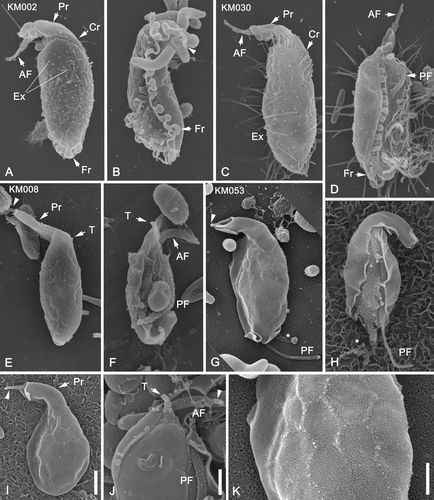 KM002
Pr
Cr
AF
Ex
Fr
A
Fr
B
KM030
Pr
AF
Cr
Ex
C
AF
PF
Fr
D
KM008
Pr
T
E
T
AF
PF
F
KM053
PF
G
PF
H
Pr
I
T
AF
PF
J
K